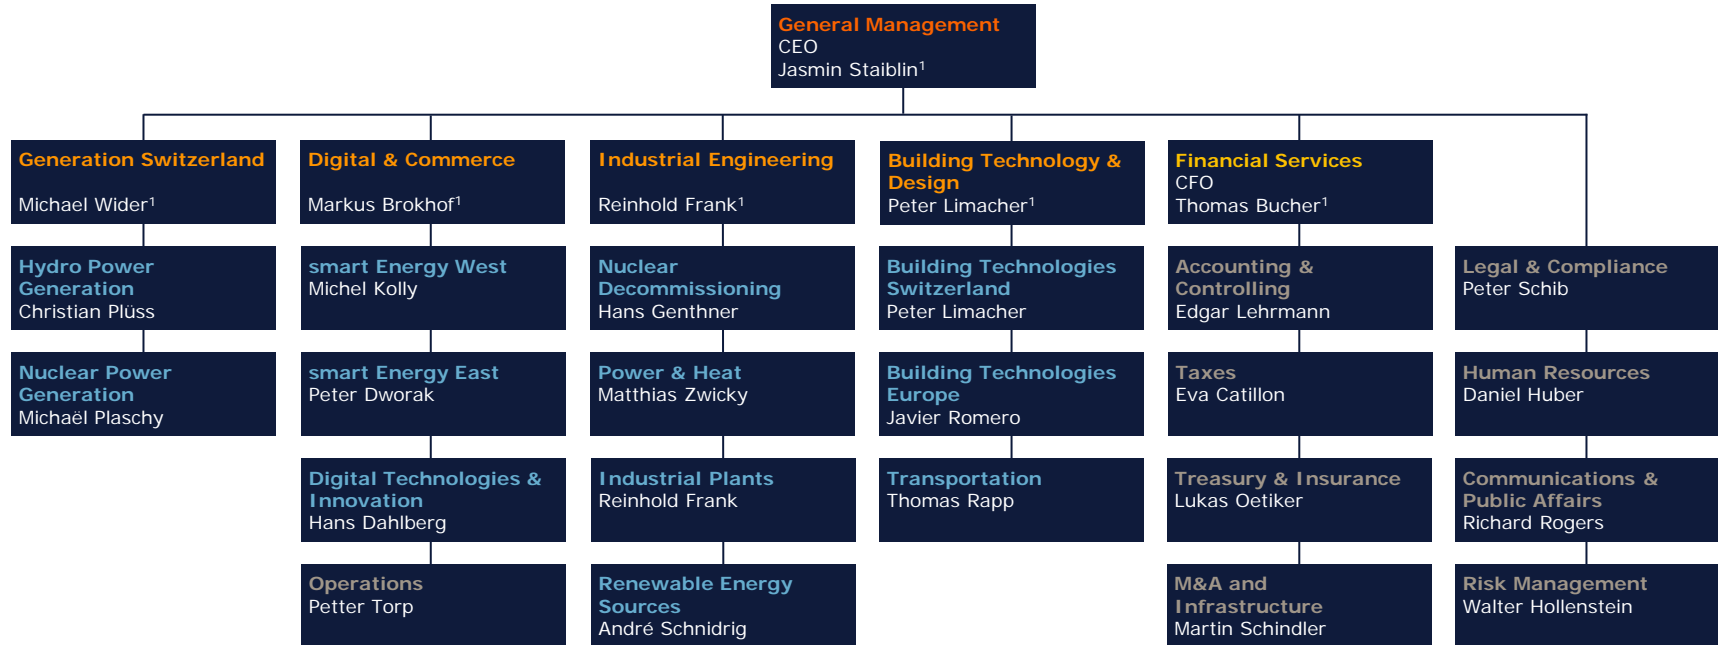 General Management
CEO
Jasmin Staiblin¹
Generation Switzerland
Michael Wider¹
Digital & Commerce
Markus Brokhof¹
Industrial Engineering
Reinhold Frank¹
Building Technology &
Design
Peter Limacher¹
Financial Services
CFO
Thomas Bucher¹
Hydro Power
Generation
Christian Plüss
smart Energy West
Michel Kolly
Nuclear
Decommissioning
Hans Genthner
Building Technologies
Switzerland
Peter Limacher
Accounting &
Controlling
Edgar Lehrmann
Legal & Compliance
Peter Schib
Nuclear Power
Generation
Michaël Plaschy
smart Energy East
Peter Dworak
Power & Heat
Matthias Zwicky
Building Technologies
Europe
Javier Romero
Taxes
Eva Catillon
Human Resources
Daniel Huber
Digital Technologies &
Innovation
Hans Dahlberg
Industrial Plants
Reinhold Frank
Transportation
Thomas Rapp
Treasury & Insurance
Lukas Oetiker
Communications &
Public Affairs
Richard Rogers
Operations
Petter Torp
Renewable Energy
Sources
André Schnidrig
M&A and
Infrastructure
Martin Schindler
Risk Management
Walter Hollenstein